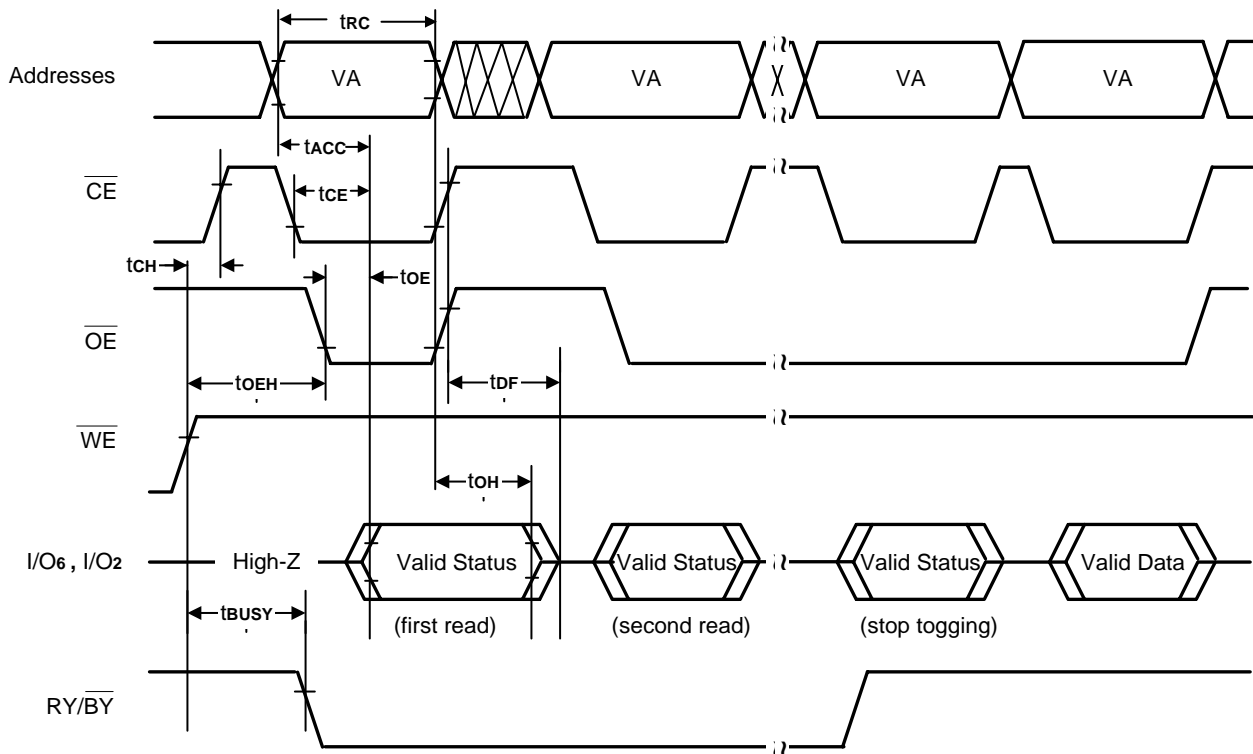 tRC
Addresses VA VA X VA VA
tACC
CE tCE
tCH tOE
OE
tOEH tDF
WE
tOH
I/O6 , I/O2 High-Z Valid Status Valid Status Valid Status Valid Data
tBUSY (first read) (second read) (stop togging)
RY/BY